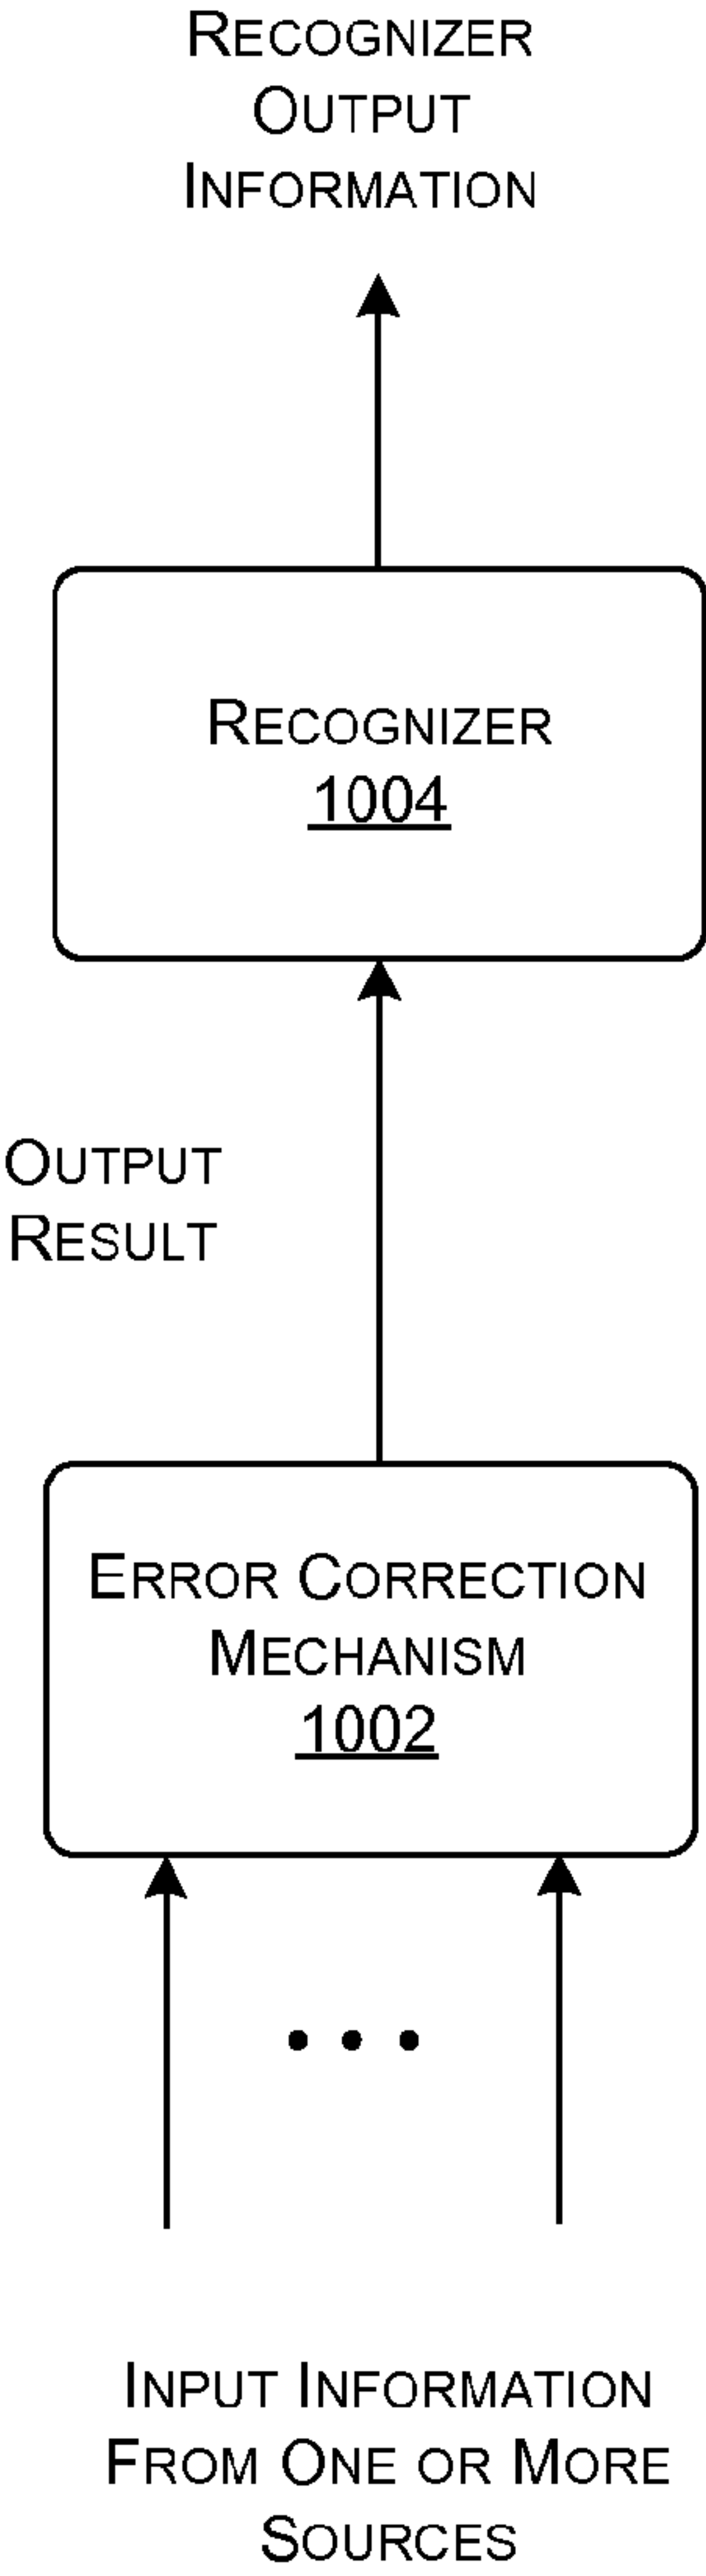 RECOGNIZER
OUTPUT
INFORMATION
RECOGNIZER
1004
OUTPUT
RESULT
ERROR CORRECTION
MECHANISM
1002
INPUT INFORMATION
FROM ONE OR MORE
SOURCES